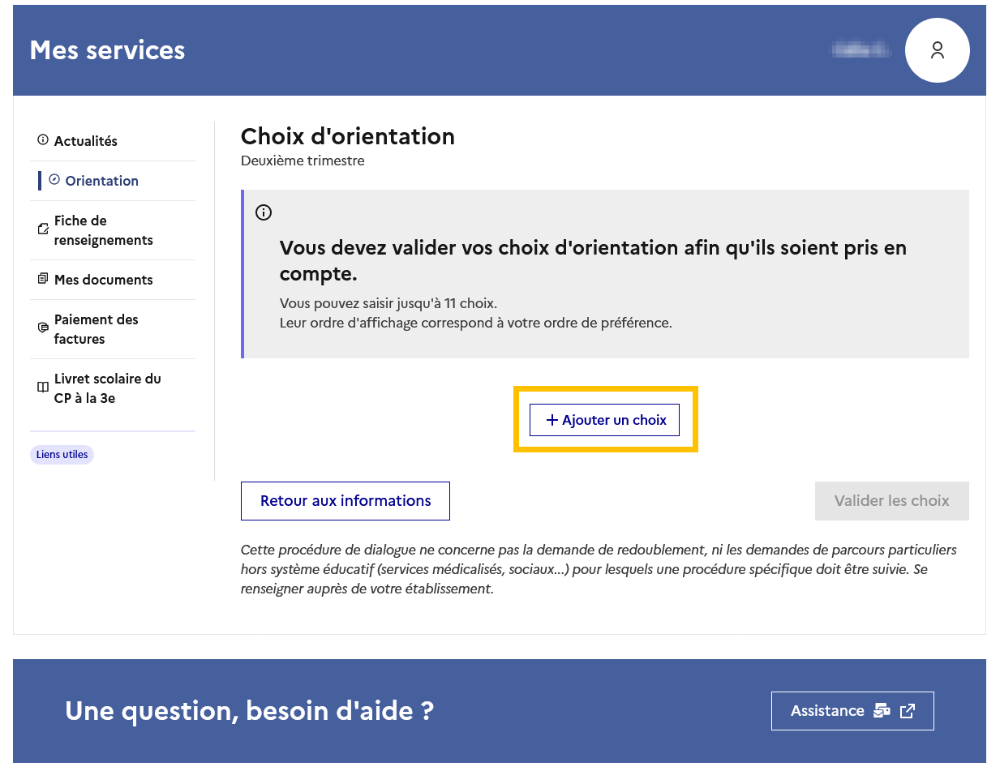 Mes services
Actualités
Orientation
Fiche de
renseignements
Mes documents
Paiement des
factures
Livret scolaire du
CP à la 3e
Liens utiles
Choix d'orientation
Deuxième trimestre
Vous devez valider vos choix d'orientation afin qu'ils soient pris en
compte.
Vous pouvez saisir jusqu'à 11 choix.
Leur ordre d'affichage correspond à votre ordre de préférence.
+ Ajouter un choix
Retour aux informations
Valider les choix
Cette procédure de dialogue ne concerne pas la demande de redoublement, ni les demandes de parcours particuliers
hors système éducatif (services médicalisés, sociaux...) pour lesquels une procédure spécifique doit être suivie. Se
renseigner auprès de votre établissement.
Une question, besoin d'aide ?
Assistance